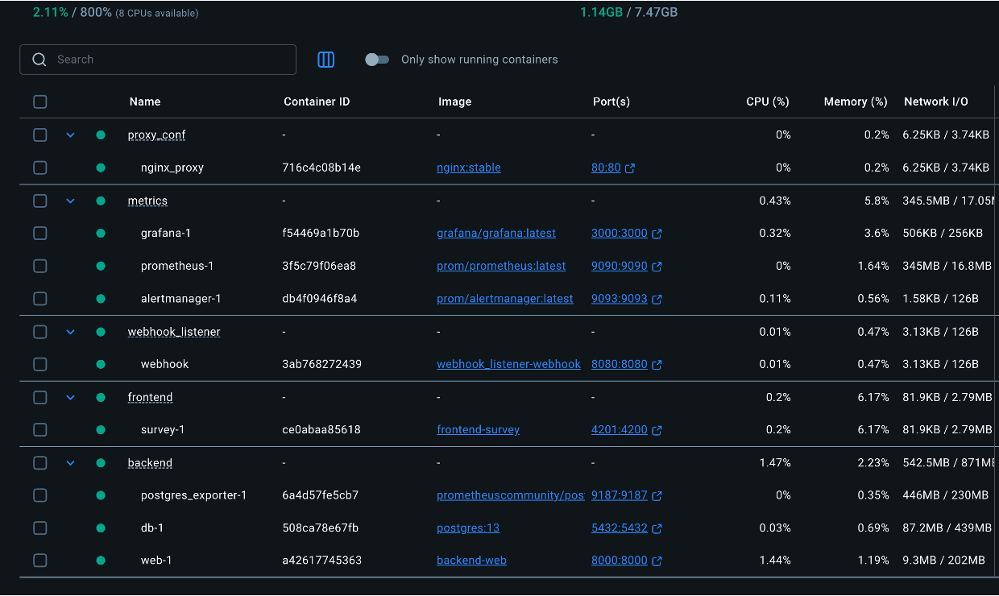 2.11% / 800% (8 CPUs available) 1.14GB / 7.47GB
Search Only show running containers
Name Container ID Image Port(s) CPU (%) Memory (%) Network I/O
proxy_conf - - - 0% 0.2% 6.25KB / 3.74KB
nginx_proxy 716c4c08b14e nginx:stable 80:80 0% 0.2% 6.25KB / 3.74KB
metrics - - - 0.43% 5.8% 345.5MB / 17.05M
grafana-1 f54469a1b70b grafana/grafana:latest 3000:3000 0.32% 3.6% 506KB / 256KB
prometheus-1 3f5c79f06ea8 prom/prometheus:latest 9090:9090 0% 1.64% 345MB / 16.8MB
alertmanager-1 db4f0946f8a4 prom/alertmanager:latest 9093:9093 0.11% 0.56% 1.58KB / 126B
webhook_listener - - - 0.01% 0.47% 3.13KB / 126B
webhook 3ab768272439 webhook_listener-webhook 8080:8080 0.01% 0.47% 3.13KB / 126B
frontend - - - 0.2% 6.17% 81.9KB / 2.79MB
survey-1 ce0abaa85618 frontend-survey 4201:4200 0.2% 6.17% 81.9KB / 2.79MB
backend - - - 1.47% 2.23% 542.5MB / 871MB
postgres_exporter-1 6a4d57fe5cb7 prometheuscommunity/pos 9187:9187 0% 0.35% 446MB / 230MB
db-1 508ca78e67fb postgres:13 5432:5432 0.03% 0.69% 87.2MB / 439MB
web-1 a42617745363 backend-web 8000:8000 1.44% 1.19% 9.3MB / 202MB